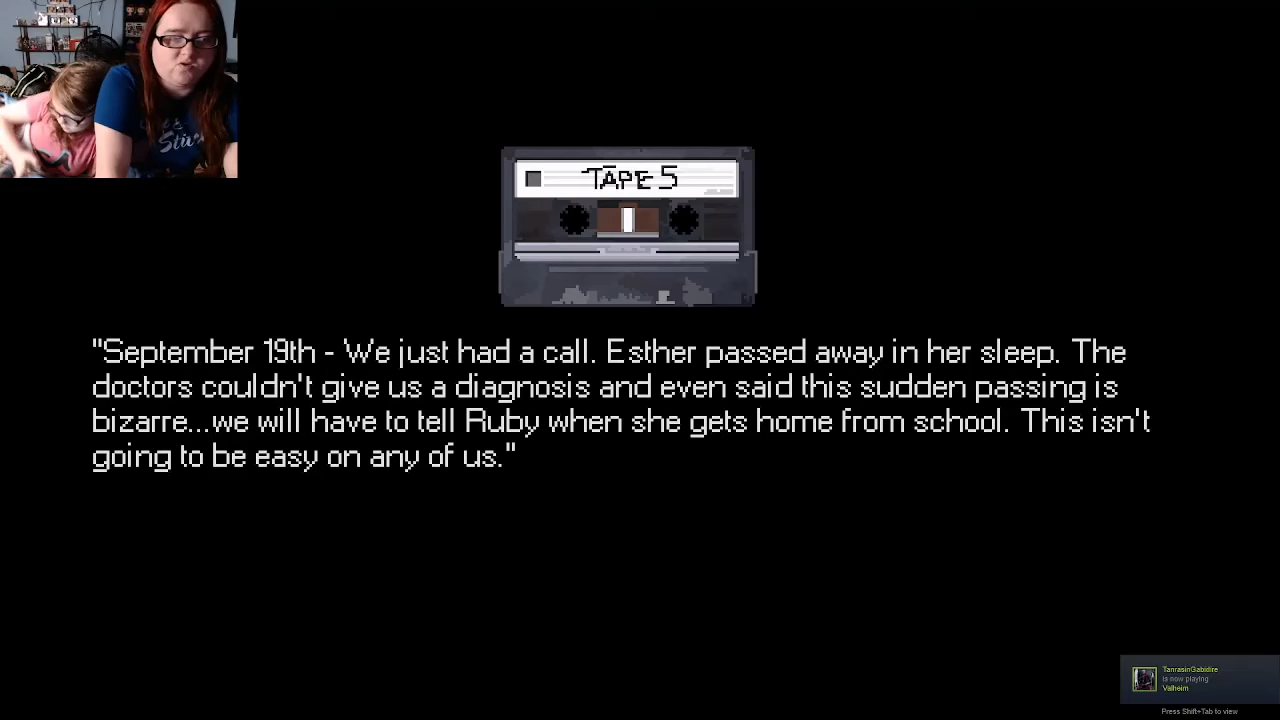 TAPE 5
"September 19th - We just had a call. Esther passed away in her sleep. The
doctors couldn't give us a diagnosis and even said this sudden passing is
bizarre...we will have to tell Ruby when she gets home from school. This isn't
going to be easy on any of us."
TanrasinGabidire
is now playing
Valheim
Press Shift+Tab to view